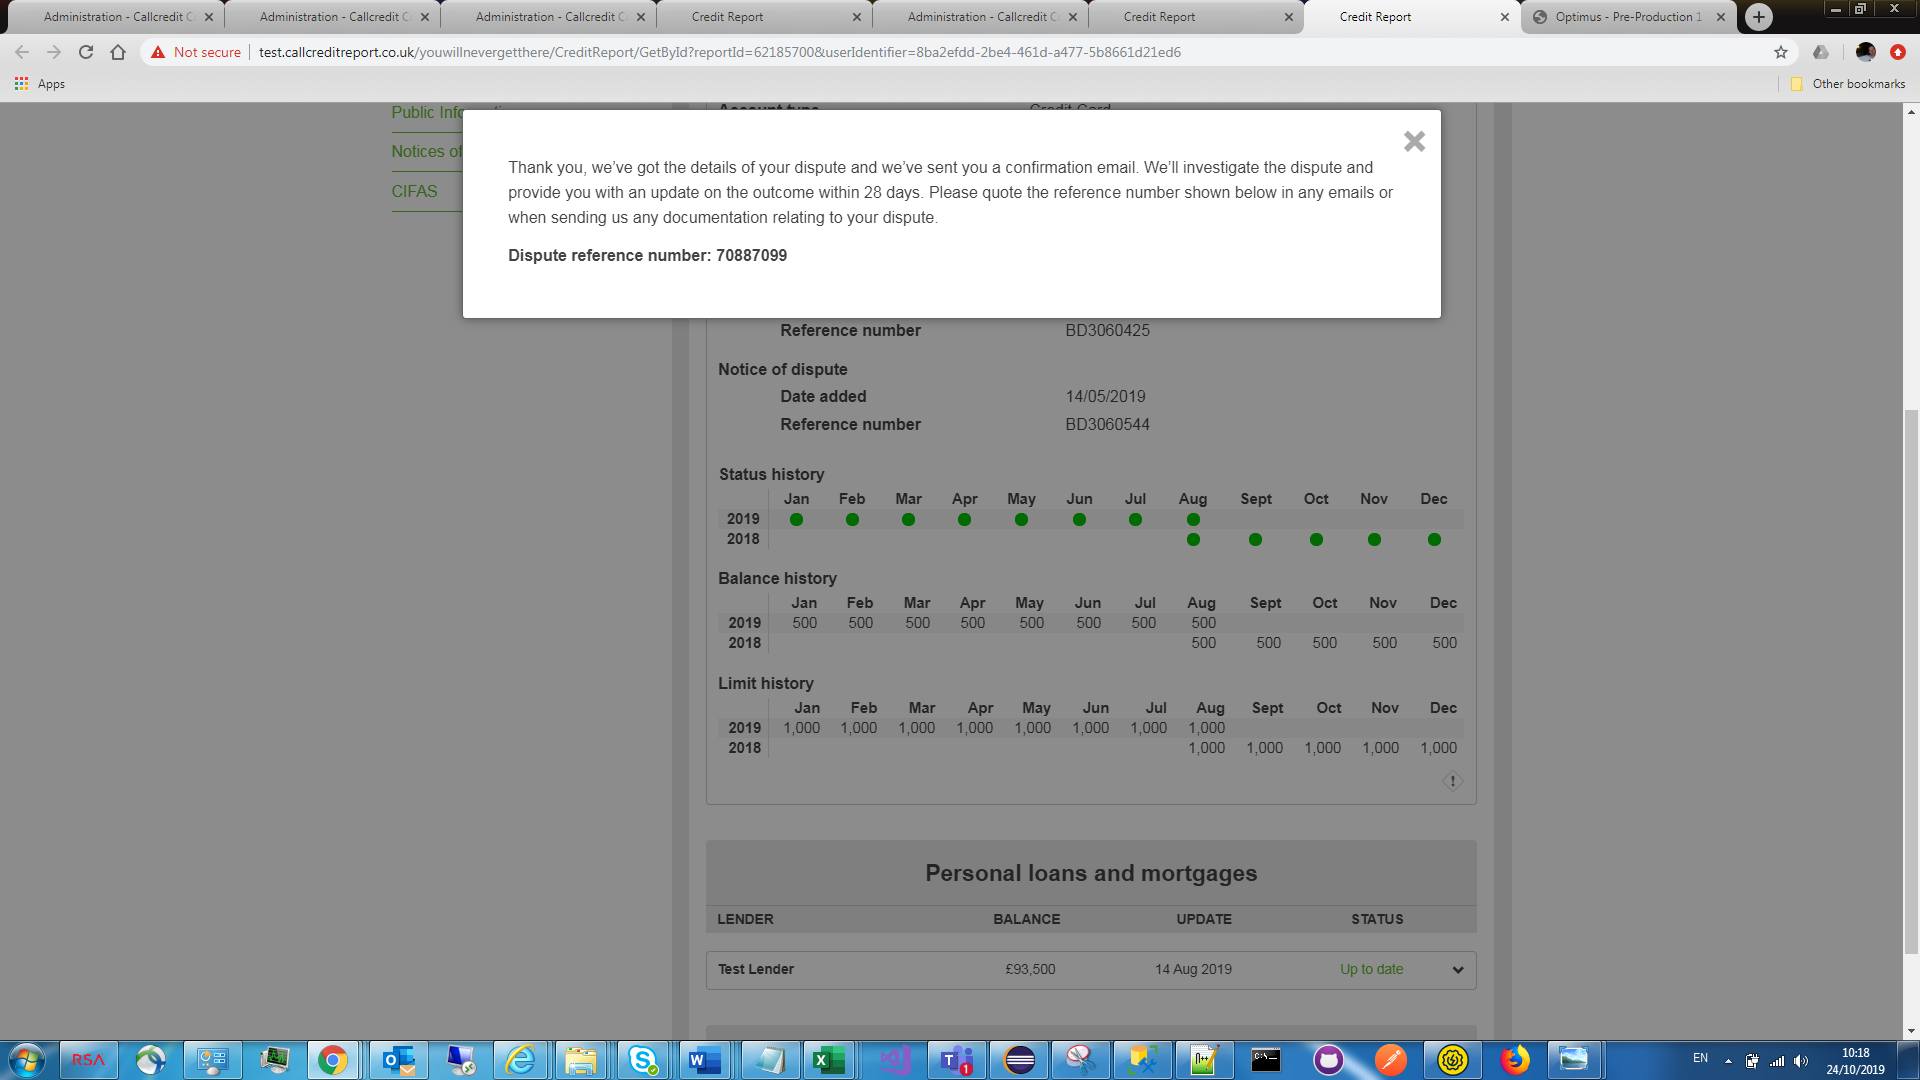 Administration - Callcredit C
Administration - Callcredit C
Administration - Callcredit C
Credit Report
Administration - Callcredit C
Credit Report
Credit Report
Optimus - Pre-Production 1
Not secure
test.callcreditreport.co.uk/youwillnevergetthere/CreditReport/GetById?reportId=62185700&userIdentifier=8ba2efdd-2be4-461d-a477-5b8661d21ed6
Apps
Other bookmarks
Public Info
Notices of
CIFAS
Account type Credit Card
Thank you, we've got the details of your dispute and we've sent you a confirmation email. We'll investigate the dispute and
provide you with an update on the outcome within 28 days. Please quote the reference number shown below in any emails or
when sending us any documentation relating to your dispute.
Dispute reference number: 70887099
Reference number BD3060425
Notice of dispute
Date added 14/05/2019
Reference number BD3060544
Status history
Jan Feb Mar Apr May Jun Jul Aug Sept Oct Nov Dec
2019
2018
Balance history
Jan Feb Mar Apr May Jun Jul Aug Sept Oct Nov Dec
2019 500 500 500 500 500 500 500 500
2018 500 500 500 500 500
Limit history
Jan Feb Mar Apr May Jun Jul Aug Sept Oct Nov Dec
2019 1,000 1,000 1,000 1,000 1,000 1,000 1,000 1,000
2018 1,000 1,000 1,000 1,000 1,000
Personal loans and mortgages
LENDER BALANCE UPDATE STATUS
Test Lender £93,500 14 Aug 2019 Up to date
RSA
EN
10:18
24/10/2019